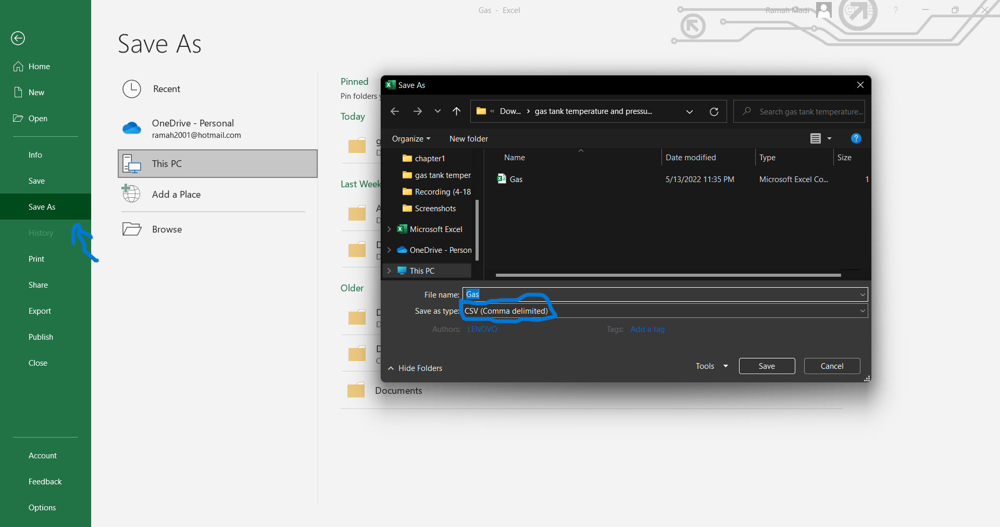 Gas - Excel
Ramah Madi
?
Save As
Home
New
Open
Info
Save
Save As
History
Print
Share
Export
Publish
Close
Account
Feedback
Options
Recent
OneDrive - Personal
ramah2001@hotmail.com
This PC
Add a Place
Browse
Pinned
Pin folders
Today
Last Week
Older
Documents
Save As
« Dow... › gas tank temperature and pressu...
Search gas tank temperature...
Organize
New folder
?
chapter1
gas tank temper
Recording (4-18
Screenshots
Microsoft Excel
OneDrive - Person
This PC
Name Date modified Type Size
Gas 5/13/2022 11:35 PM Microsoft Excel Co... 1
File name: Gas
Save as type: CSV (Comma delimited)
Authors: LENOVO Tags: Add a tag
Hide Folders
Tools
Save
Cancel